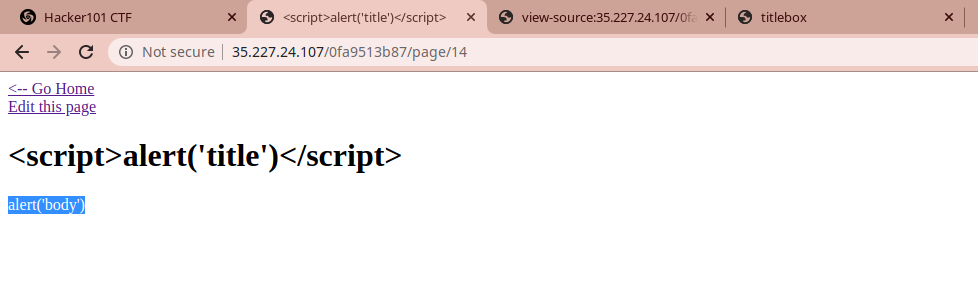 Hacker101 CTF
<script>alert('title')</script>
view-source:35.227.24.107/0fa
titlebox
Not secure
35.227.24.107/0fa9513b87/page/14
<-- Go Home
Edit this page
<script>alert('title')</script>
alert('body')